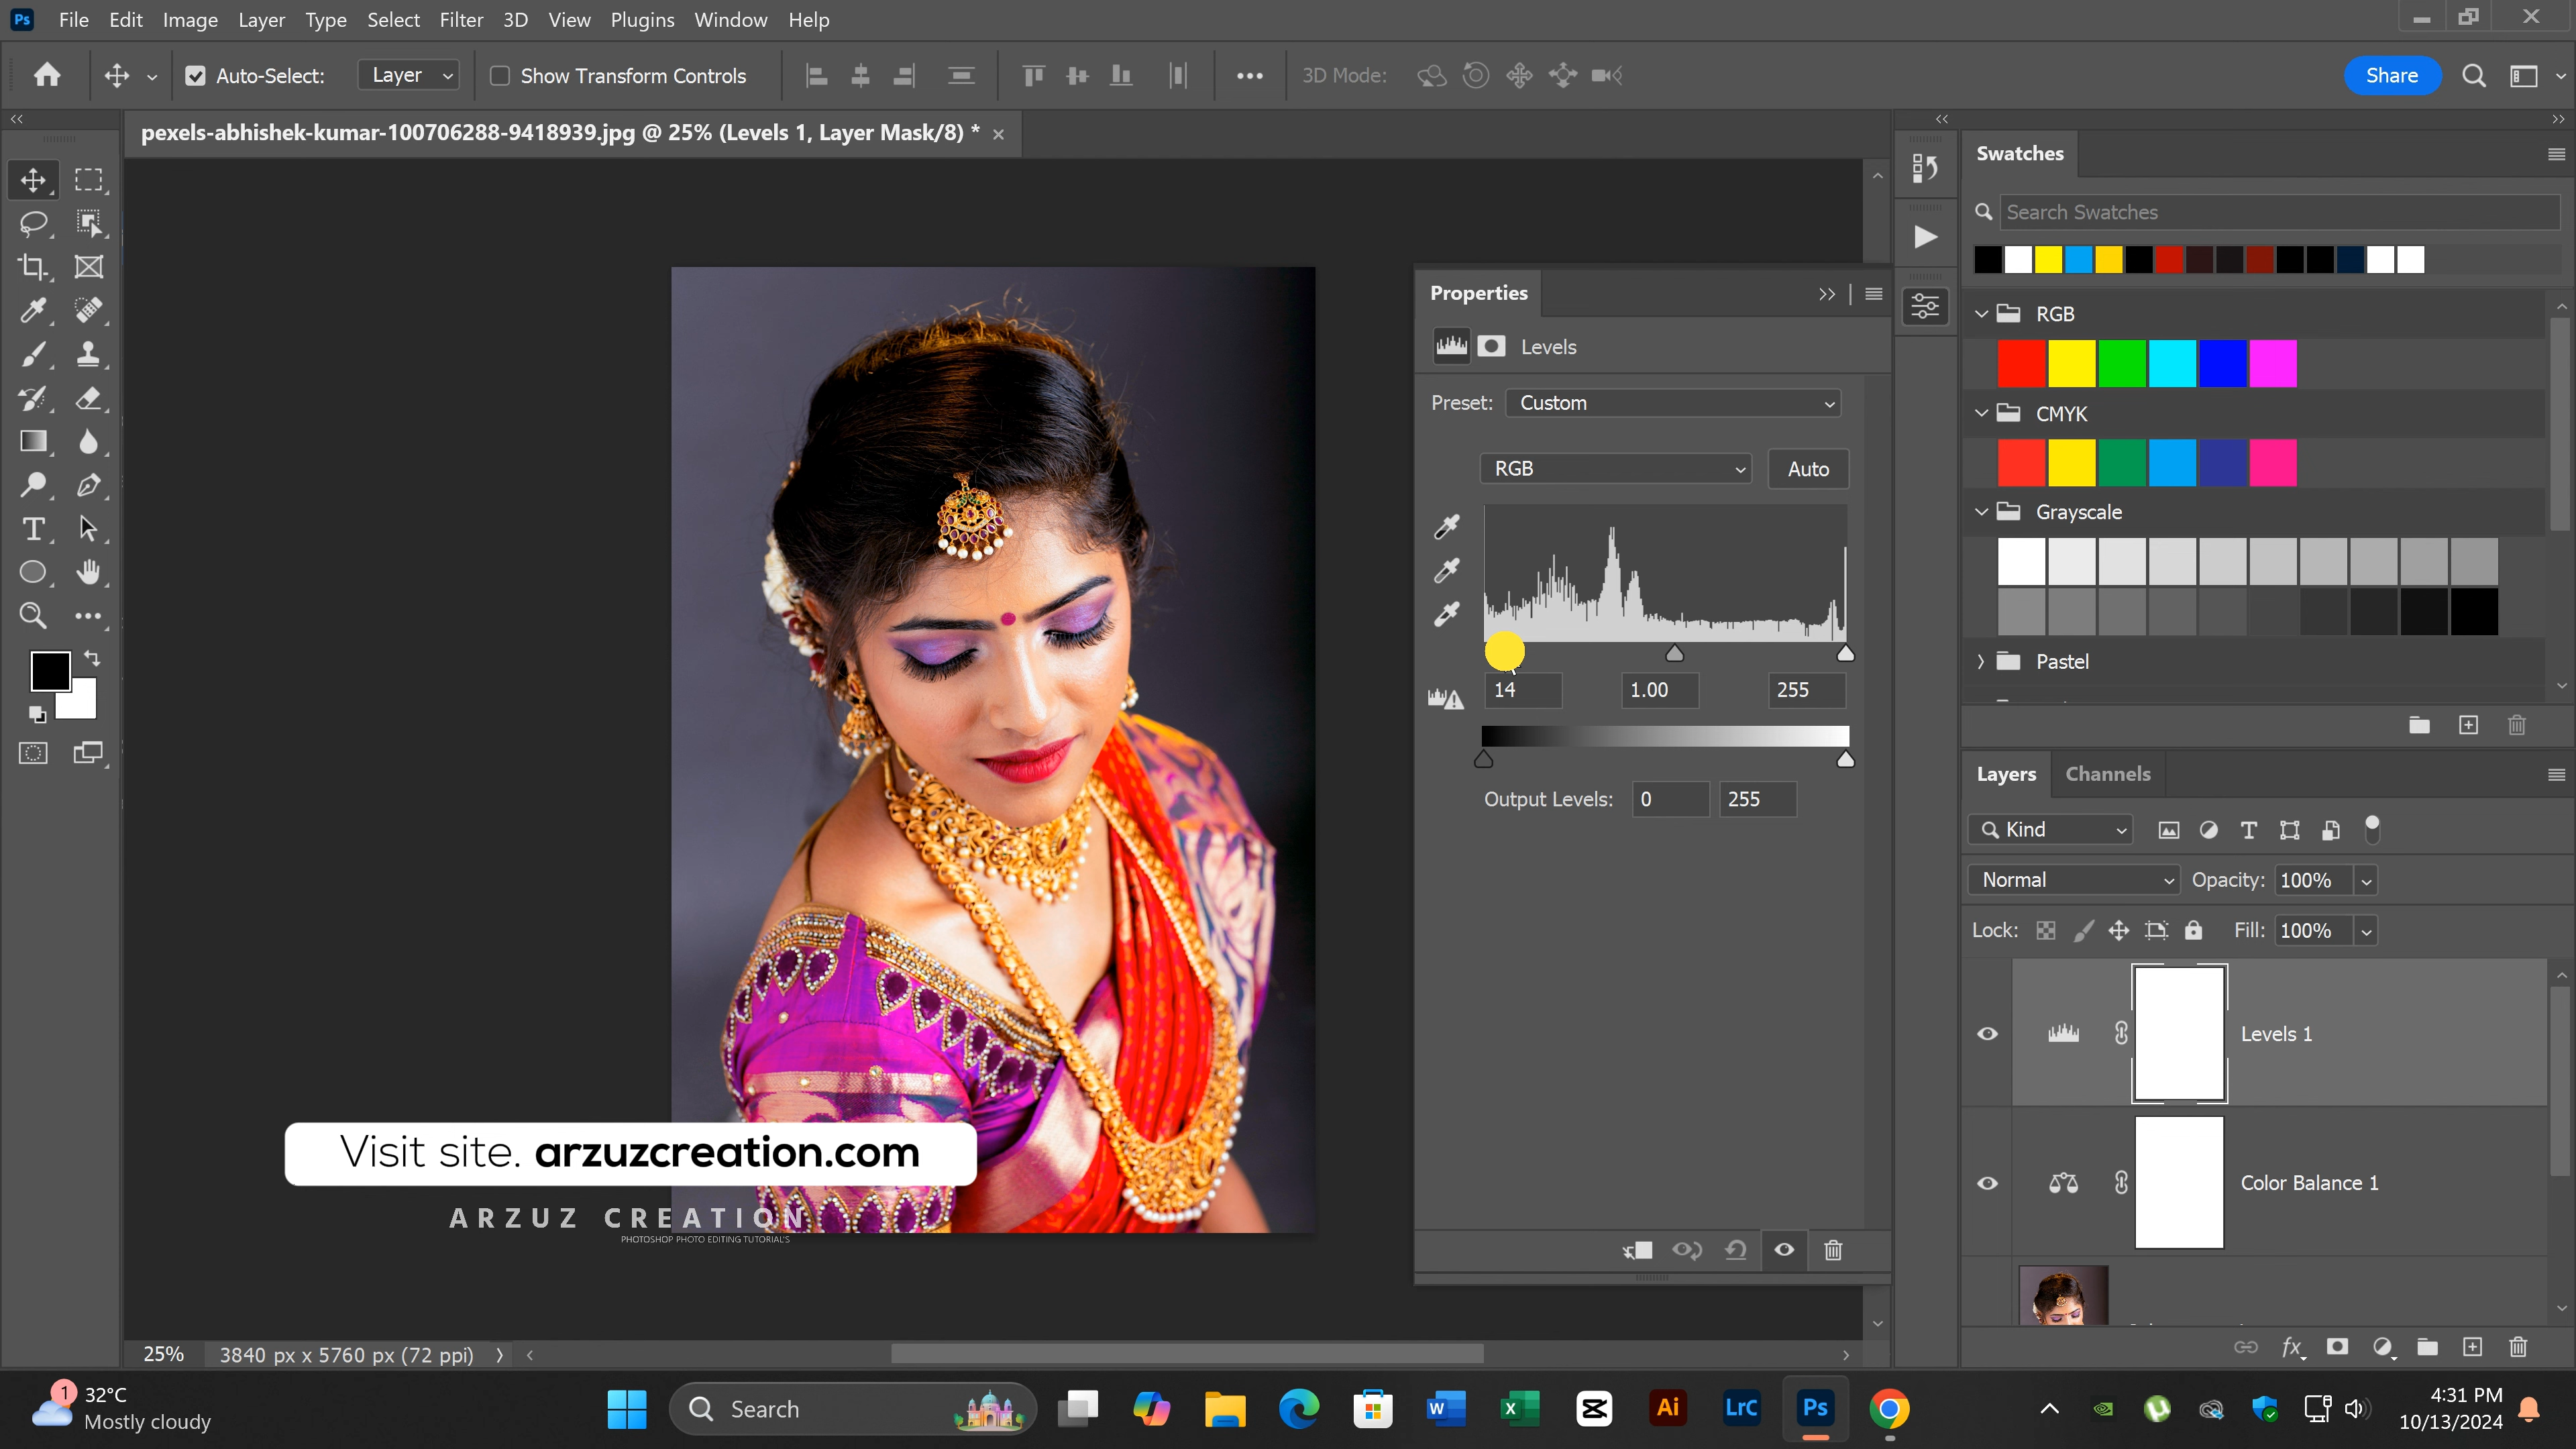 Ps File Edit Image Layer Type Select Filter 3D View Plugins Window Help
Auto-Select: Layer Show Transform Controls 3D Mode: Share
pexels-abhishek-kumar-100706288-9418939.jpg @ 25% (Levels 1, Layer Mask/8) * ×
Swatches
Search Swatches
RGB
CMYK
Grayscale
Pastel
Properties
Levels
Preset: Custom
RGB Auto
14 1.00 255
Output Levels: 0 255
Layers Channels
Kind
Normal Opacity: 100%
Lock: Fill: 100%
Levels 1
Color Balance 1
Visit site. arzuzcreation.com
ARZUZ CREATION
PHOTOSHOP PHOTO EDITING TUTORIAL'S
25% 3840 px x 5760 px (72 ppi)
1 32°C
Mostly cloudy
Search
W X Ai LrC Ps
4:31 PM
10/13/2024